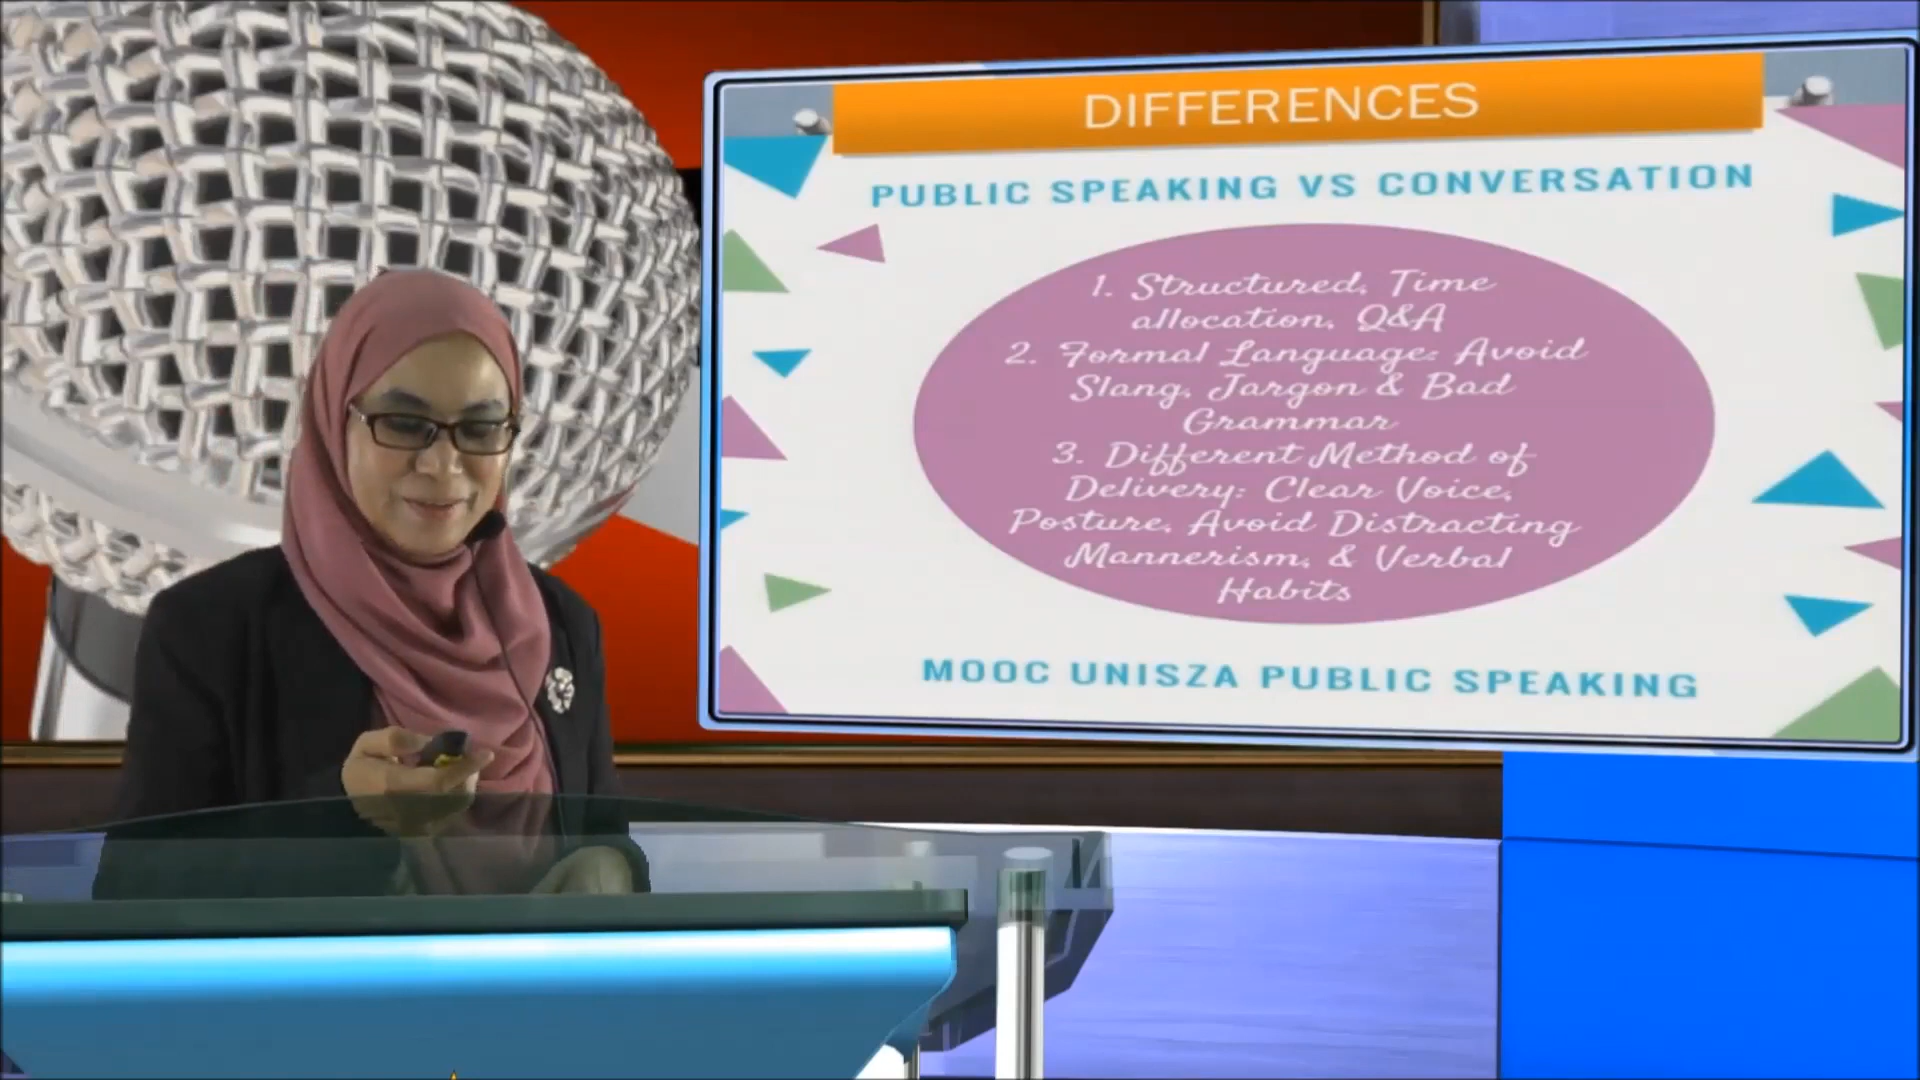 DIFFERENCES
PUBLIC SPEAKING VS CONVERSATION
1. Structured, Time
allocation, Q&A
2. Formal Language: Avoid
Slang, Jargon & Bad
Grammar
3. Different Method of
Delivery: Clear Voice,
Posture, Avoid Distracting
Mannerism, & Verbal
Habits
MOOC UNISZA PUBLIC SPEAKING